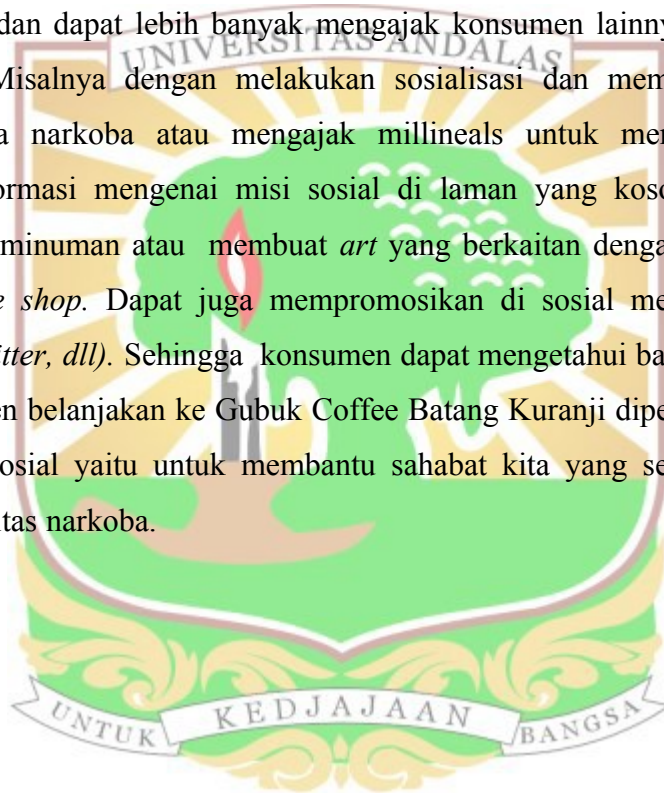 dan dapat lebih banyak mengajak konsumen lainny
UNIVERSITAS ANDALAS
Misalnya dengan melakukan sosialisasi dan mem
a narkoba atau mengajak millineals untuk mer
ormasi mengenai misi sosial di laman yang koso
minuman atau membuat art yang berkaitan denga
e shop. Dapat juga mempromosikan di sosial me
itter, dll). Sehingga konsumen dapat mengetahui ba
en belanjakan ke Gubuk Coffee Batang Kuranji dipe
osial yaitu untuk membantu sahabat kita yang se
itas narkoba.
UNTUK KEDJAJAAN BANGSA